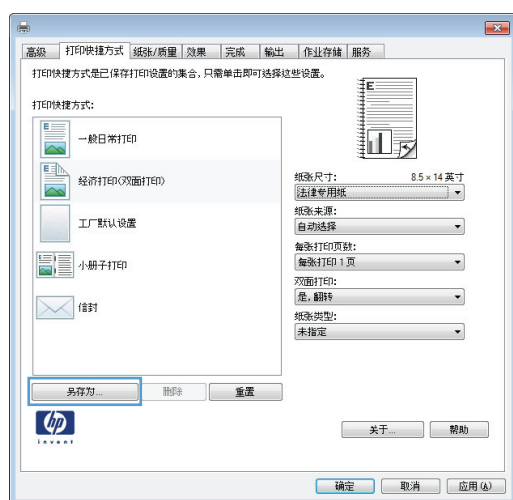 高级 打印快捷方式 纸张/质量 效果 完成 输出 作业存储 服务
打印快捷方式是已保存打印设置的集合，只需单击即可选择这些设置。
打印快捷方式:
一般日常打印
经济打印(双面打印)
工厂默认设置
小册子打印
信封
E
纸张尺寸: 8.5 × 14 英寸
法律专用纸
纸张来源:
自动选择
每张打印页数:
每张打印 1 页
双面打印:
是，翻转
纸张类型:
未指定
另存为... 删除 重置
hp
invent
关于... 帮助
确定 取消 应用(A)